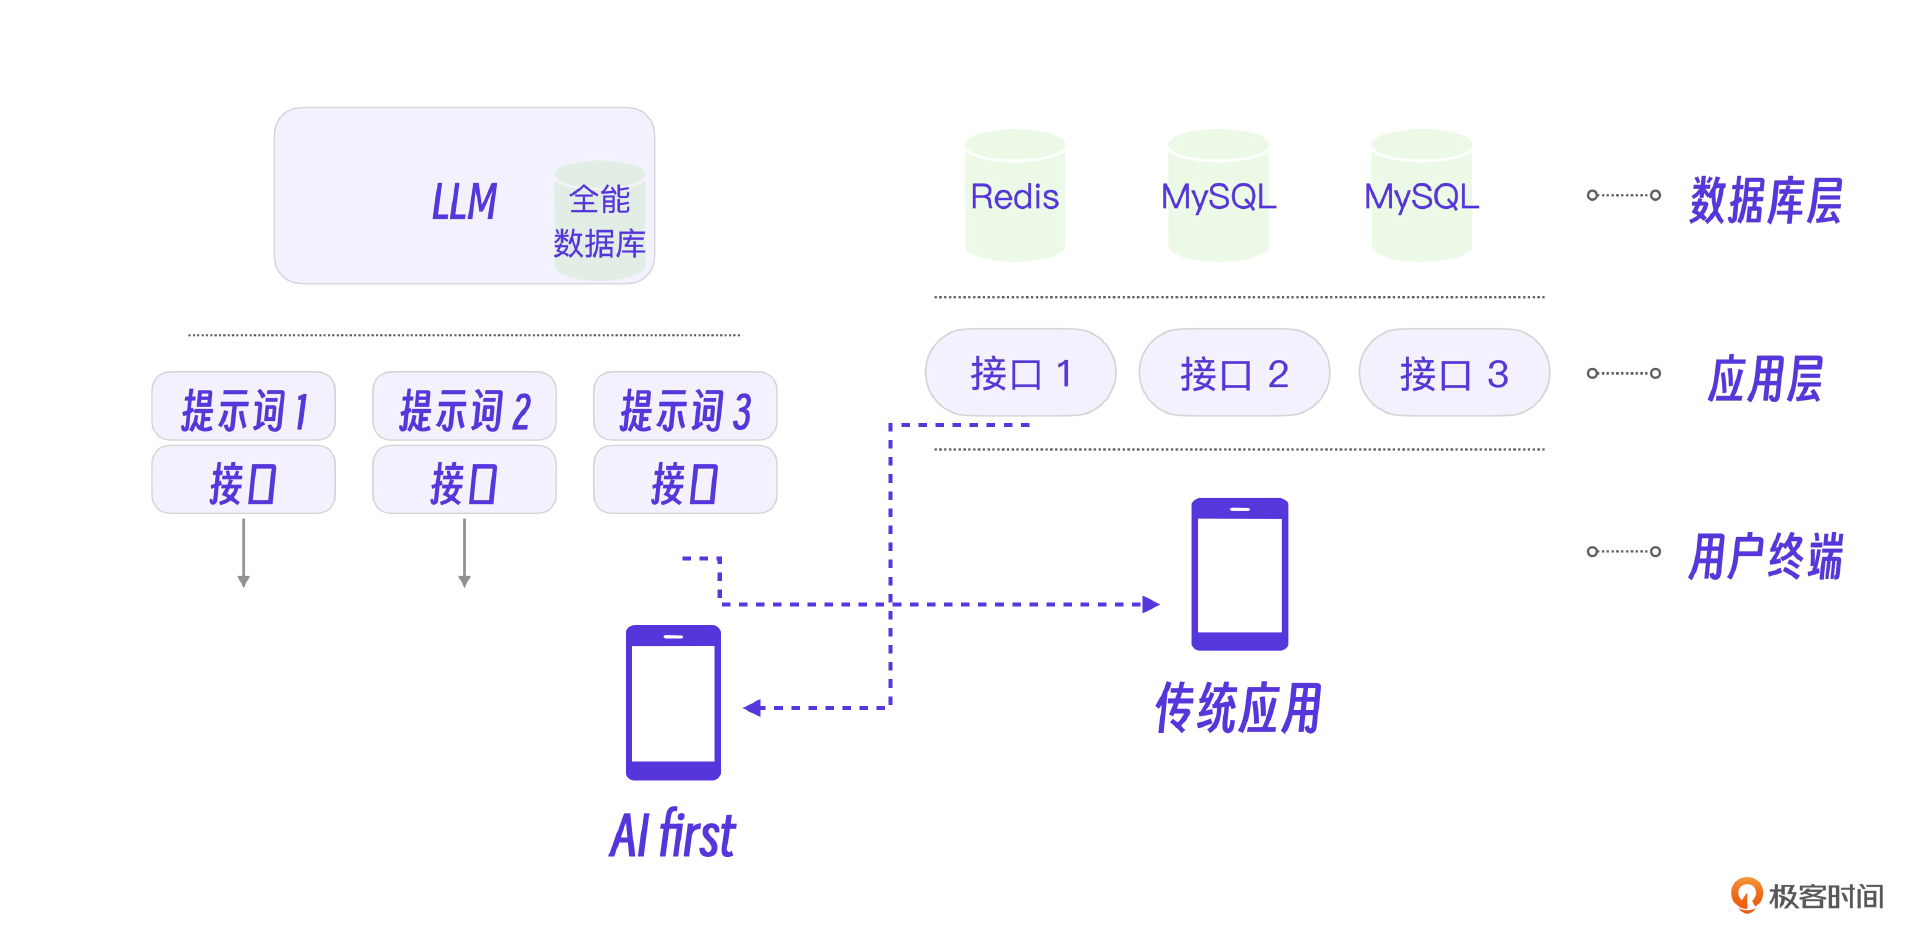 LLM
全能
数据库
Redis
MySQL
MySQL
数据库层
提示词 1
提示词 2
提示词 3
接口
接口
接口
接口 1
接口 2
接口 3
应用层
用户终端
传统应用
AI first
极客时间